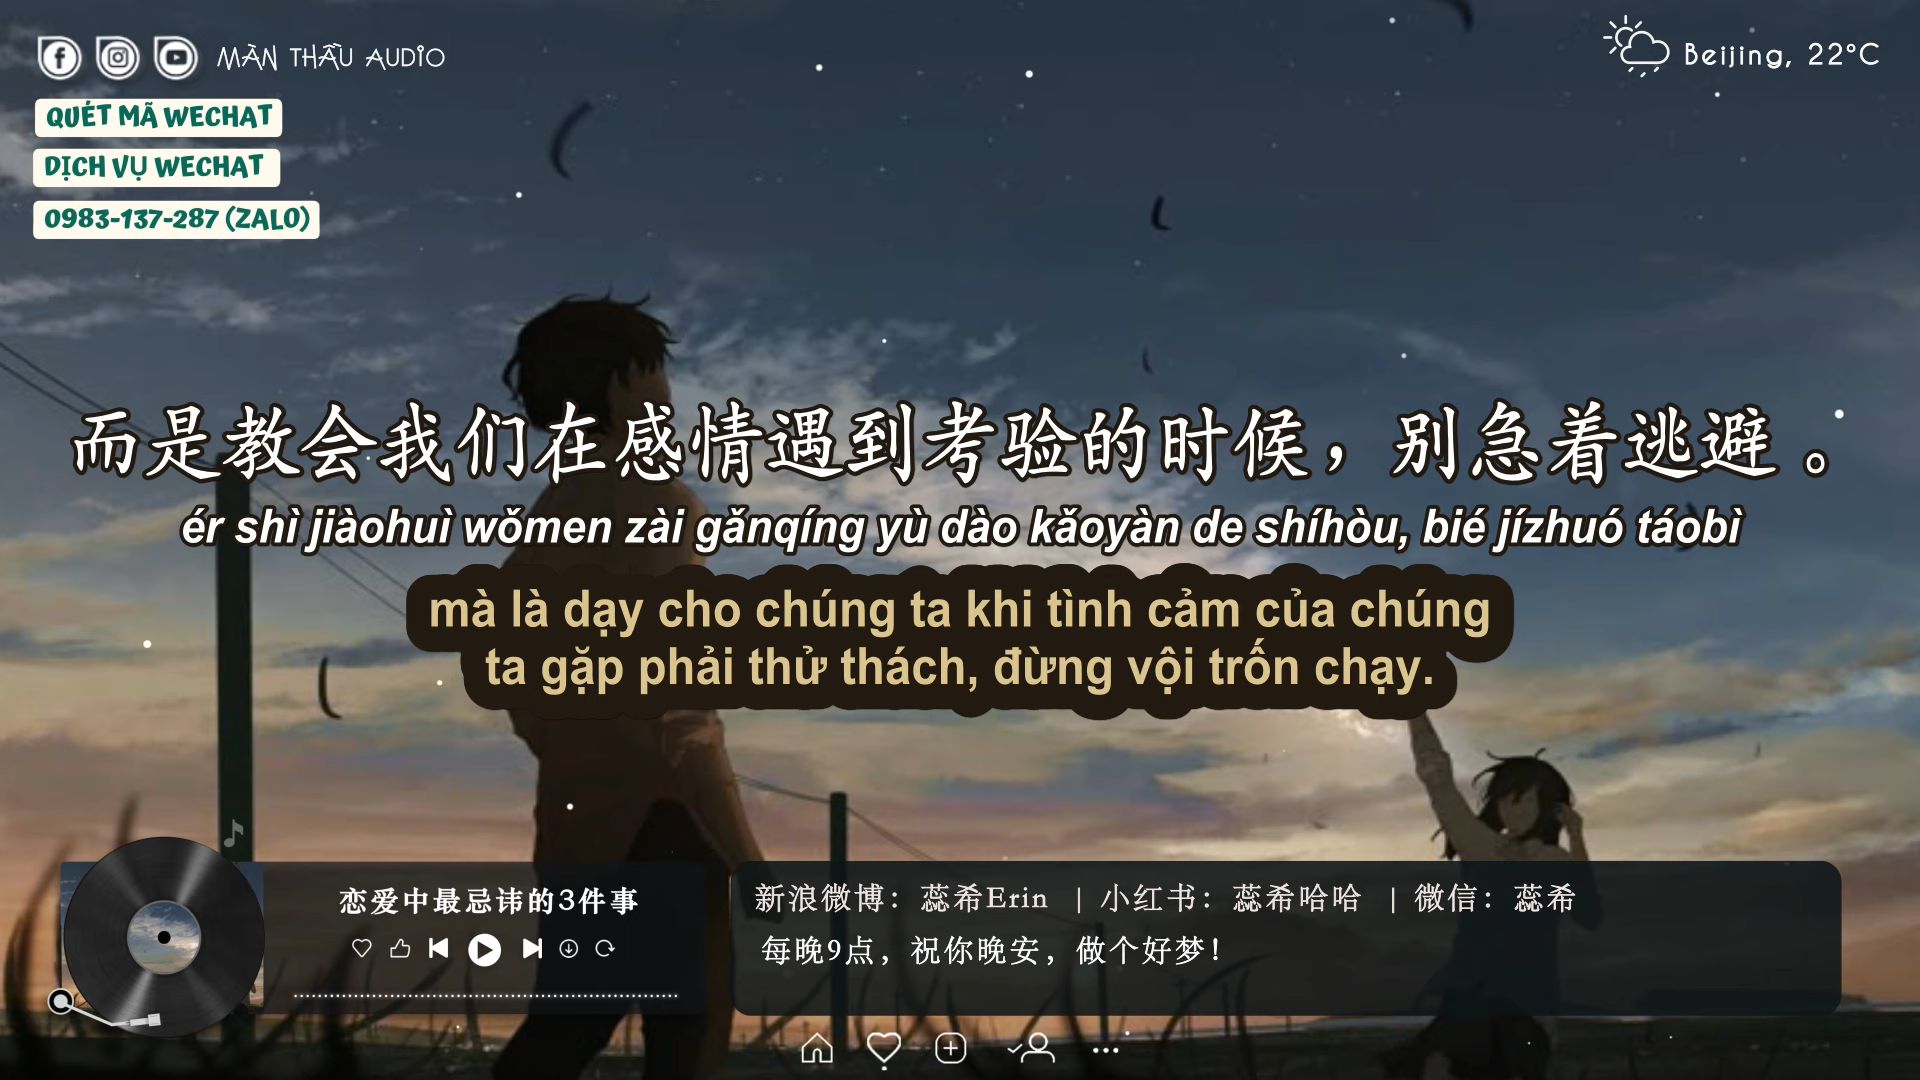 MÀN THẦU AUDIO
Beijing, 22°C
QUÉT MÃ WECHAT
DỊCH VỤ WECHAT
0983-137-287 (ZALO)
而是教会我们在感情遇到考验的时候，别急着逃避 。
ér shì jiàohuì wǒmen zài gǎnqíng yù dào kǎoyàn de shíhòu, bié jízhuó táobì
mà là dạy cho chúng ta khi tình cảm của chúng
ta gặp phải thử thách, đừng vội trốn chạy.
恋爱中最忌讳的3件事
新浪微博：蕊希Erin | 小红书：蕊希哈哈 | 微信：蕊希
每晚9点，祝你晚安，做个好梦！